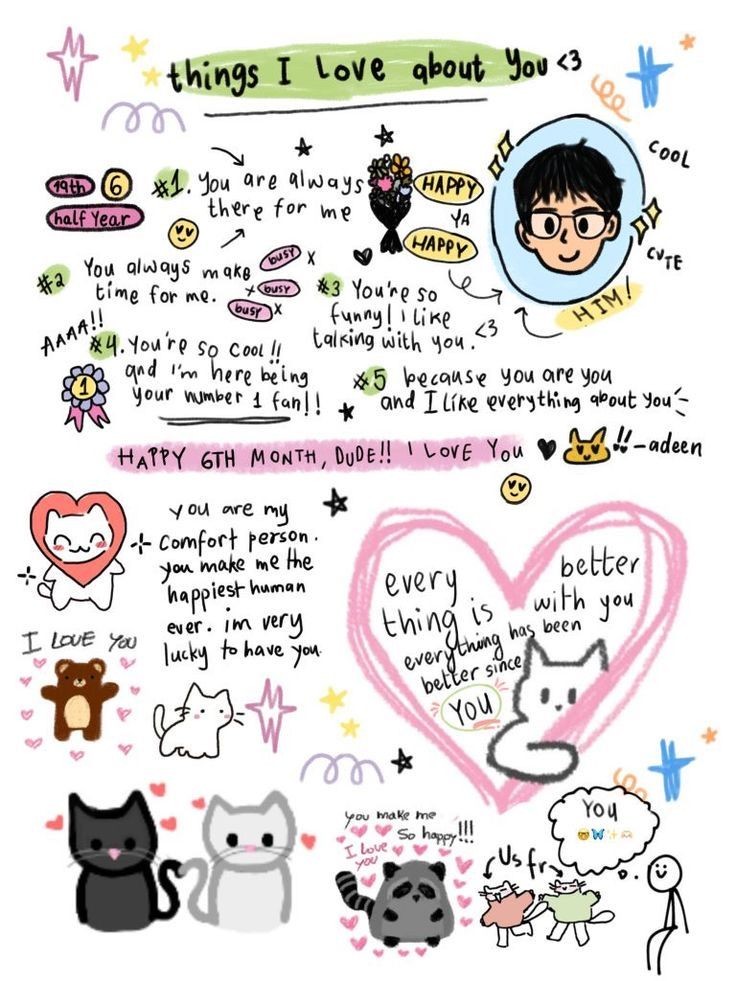 things I Love about you <3
19th 6
half Year
#1. You are always
there for me
HAPPY
YA
HAPPY
COOL
CUTE
HIM!
#2 You always make
time for me.
busy x
x busy
busy x
#3 You're so
funny! I like
talking with you. <3
AAAA!!
#4. You're so cool!!
and I'm here being
your number 1 fan!!
1
#5 because you are you
and I like everything about you
HAPPY 6TH MONTH, DUDE!! I LOVE YOU !! -adeen
you are my
comfort person.
you make me the
happiest human
ever. im very
lucky to have you.
I LOVE YOU
every
thing is
better
with you
everything has been
better since
YOU
you make me
so happy!!!
I love
you
Us fr
You